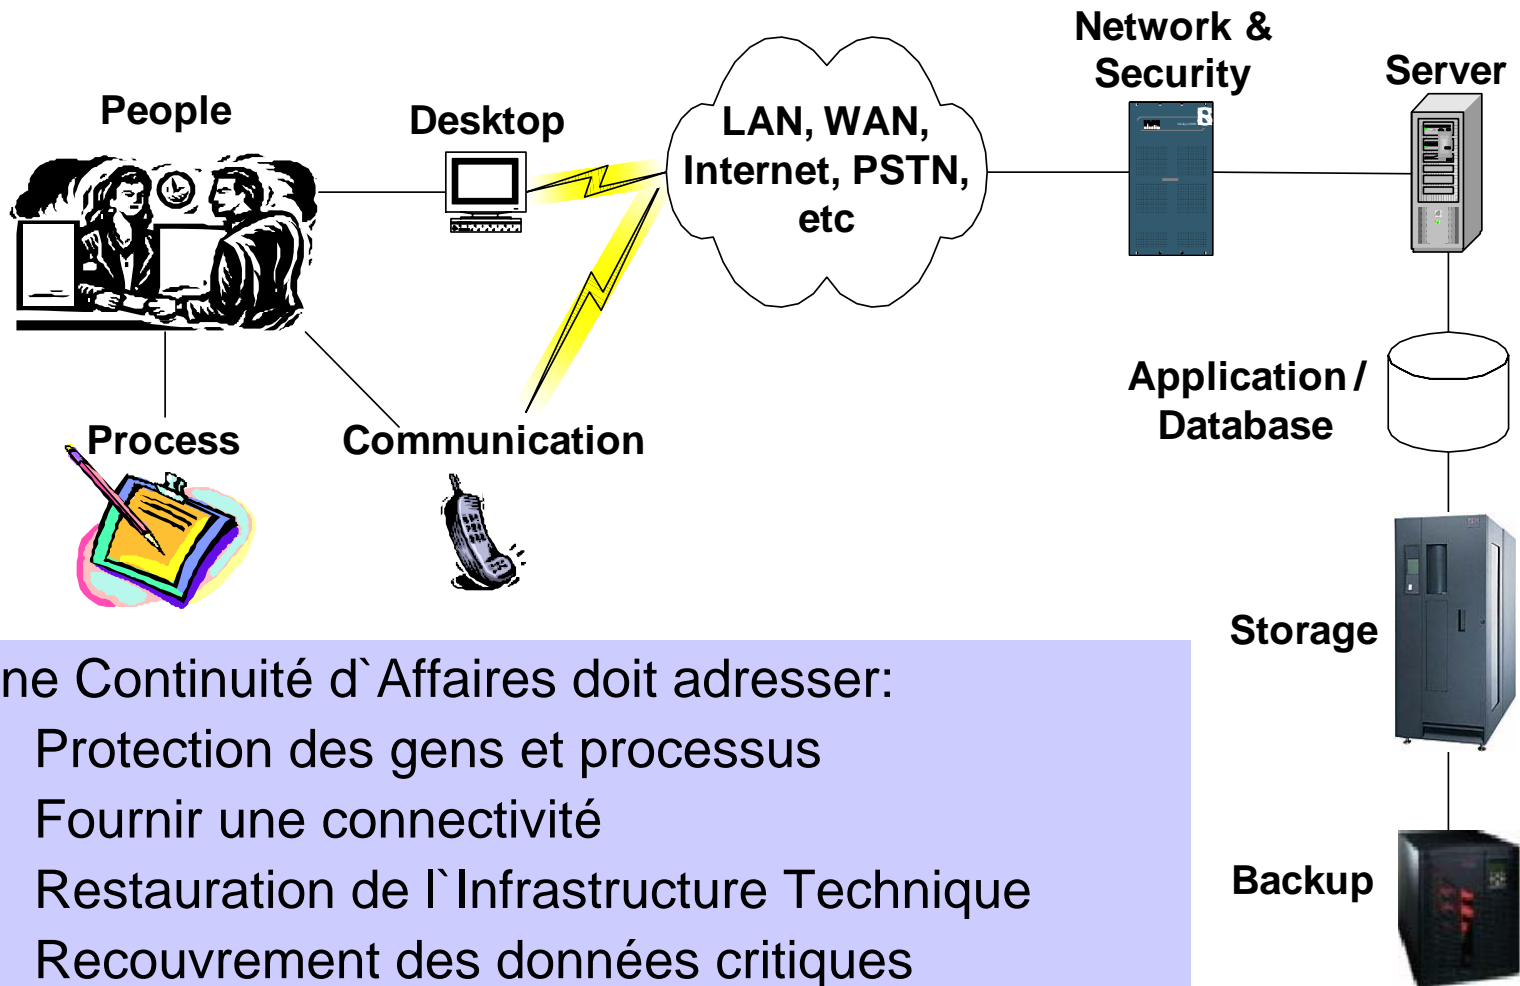 Network &
Security
Server
People
Desktop
LAN, WAN,
Internet, PSTN,
etc
Application /
Database
Process
Communication
Storage
ne Continuité d`Affaires doit adresser:
Protection des gens et processus
Fournir une connectivité
Restauration de l`Infrastructure Technique
Recouvrement des données critiques
Backup